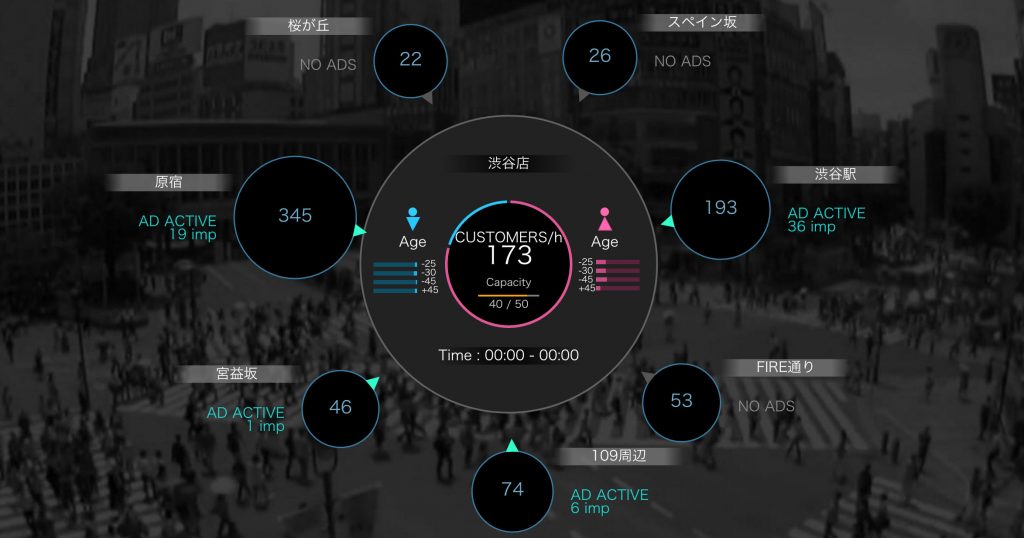 桜が丘
22
NO ADS
スペイン坂
26
NO ADS
渋谷店
原宿
345
AD ACTIVE
19 imp
渋谷駅
193
AD ACTIVE
36 imp
Age
-25
-30
-45
+45
CUSTOMERS/h
173
Capacity
40 / 50
Age
-25
-30
-45
+45
Time : 00:00 - 00:00
宮益坂
46
AD ACTIVE
1 imp
FIRE通り
53
NO ADS
109周辺
74
AD ACTIVE
6 imp